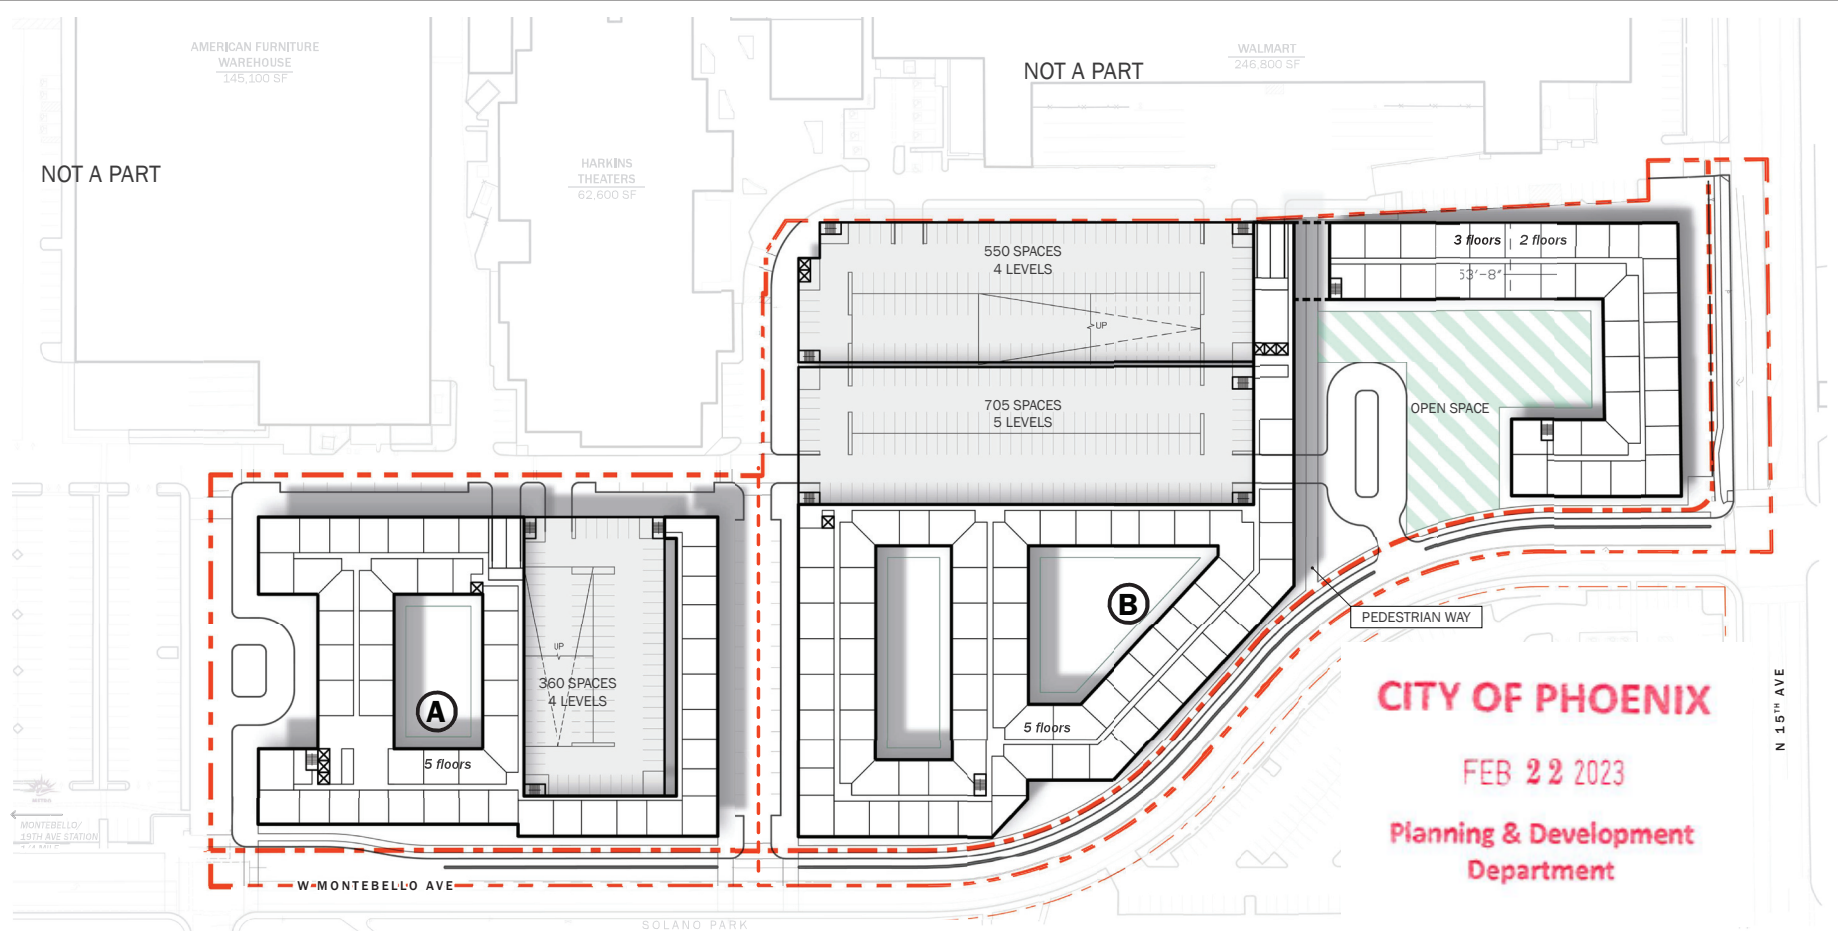 AMERICAN FURNITURE
WAREHOUSE
145,100 SF
NOT A PART
WALMART
246,800 SF
NOT A PART
HARKINS
THEATERS
62,600 SF
550 SPACES
4 LEVELS
UP
3 floors
2 floors
53'-8"
705 SPACES
5 LEVELS
OPEN SPACE
B
PEDESTRIAN WAY
UP
360 SPACES
4 LEVELS
A
5 floors
5 floors
CITY OF PHOENIX
FEB 22 2023
Planning & Development
Department
N 15TH AVE
MONTEBELLO/
19TH AVE STATION
W MONTEBELLO AVE
SOLANO PARK